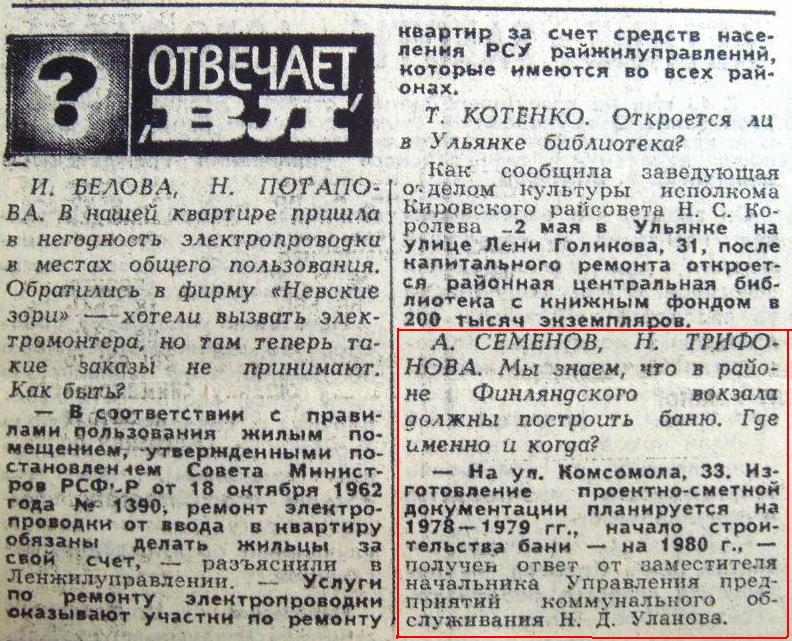 ?
ОТВЕЧАЕТ
„ВЛ“
И. БЕЛОВА, Н. ПОТАПО-
ВА. В нашей квартире пришла
в негодность электропроводка
в местах общего пользования.
Обратились в фирму «Невские
зори» — хотели вызвать элек-
тромонтера, но там теперь та-
кие заказы не принимают.
Как быть?
— В соответствии с прави-
лами пользования жилым по-
мещением, утвержденными по-
становлением Совета Минист-
ров РСФСР от 18 октября 1962
года № 1390, ремонт электро-
проводки от ввода в квартиру
обязаны делать жильцы за
свой счет, — разъяснили в
Ленжилуправлении. — Услуги
по ремонту электропроводки
оказывают участки по ремонту
квартир за счет средств насе-
ления РСУ райжилуправлений,
которые имеются во всех рай-
онах.
Т. КОТЕНКО. Откроется ли
в Ульянке библиотека?
Как сообщила заведующая
отделом культуры исполкома
Кировского райсовета Н. С. Ко-
ролева 2 мая в Ульянке на
улице Лени Голикова, 31, после
капитального ремонта откроет-
ся районная центральная биб-
лиотека с книжным фондом в
200 тысяч экземпляров.
А. СЕМЕНОВ, Н. ТРИФО-
НОВА. Мы знаем, что в райо-
не Финляндского вокзала
должны построить баню. Где
именно и когда?
— На ул. Комсомола, 33. Из-
готовление проектно-сметной
документации планируется на
1978—1979 гг., начало строи-
тельства бани — на 1980 г., —
получен ответ от заместителя
начальника Управления пред-
приятий коммунального об-
служивания Н. Д. Уланова.